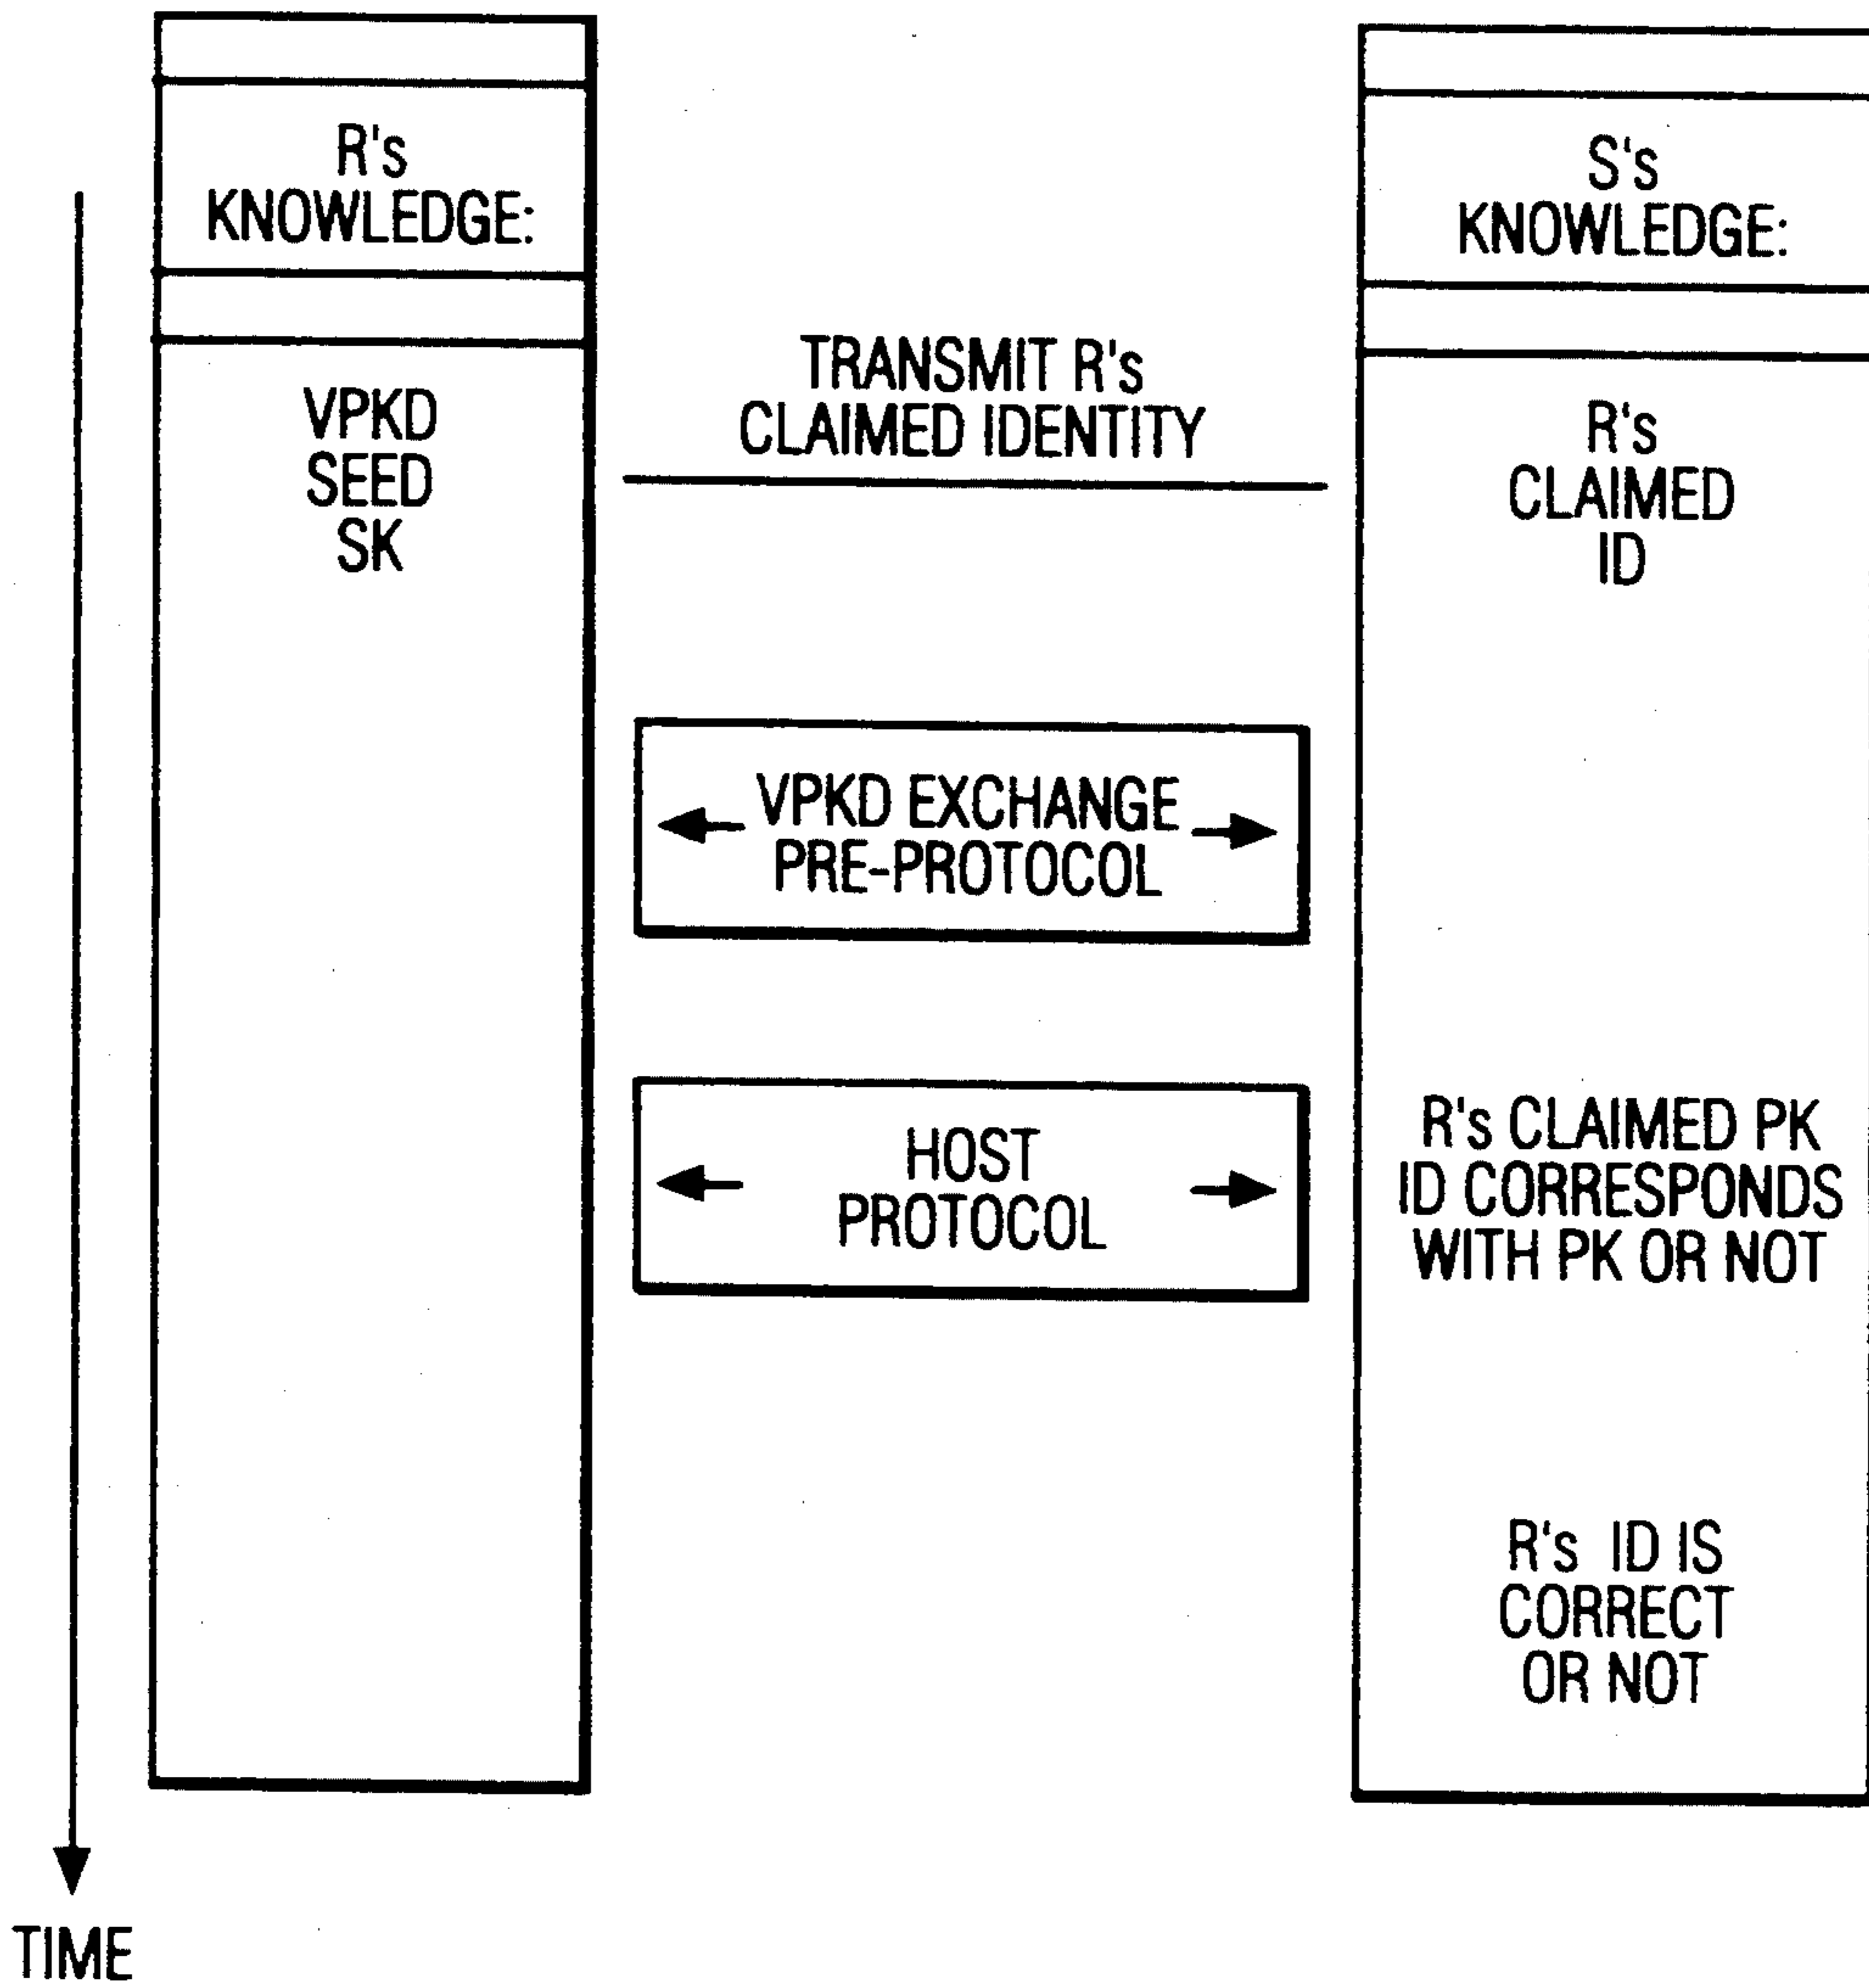 R's
KNOWLEDGE:
VPKD
SEED
SK
TRANSMIT R's
CLAIMED IDENTITY
VPKD EXCHANGE
PRE-PROTOCOL
HOST
PROTOCOL
S's
KNOWLEDGE:
R's
CLAIMED
ID
R's CLAIMED PK
ID CORRESPONDS
WITH PK OR NOT
R's ID IS
CORRECT
OR NOT
TIME